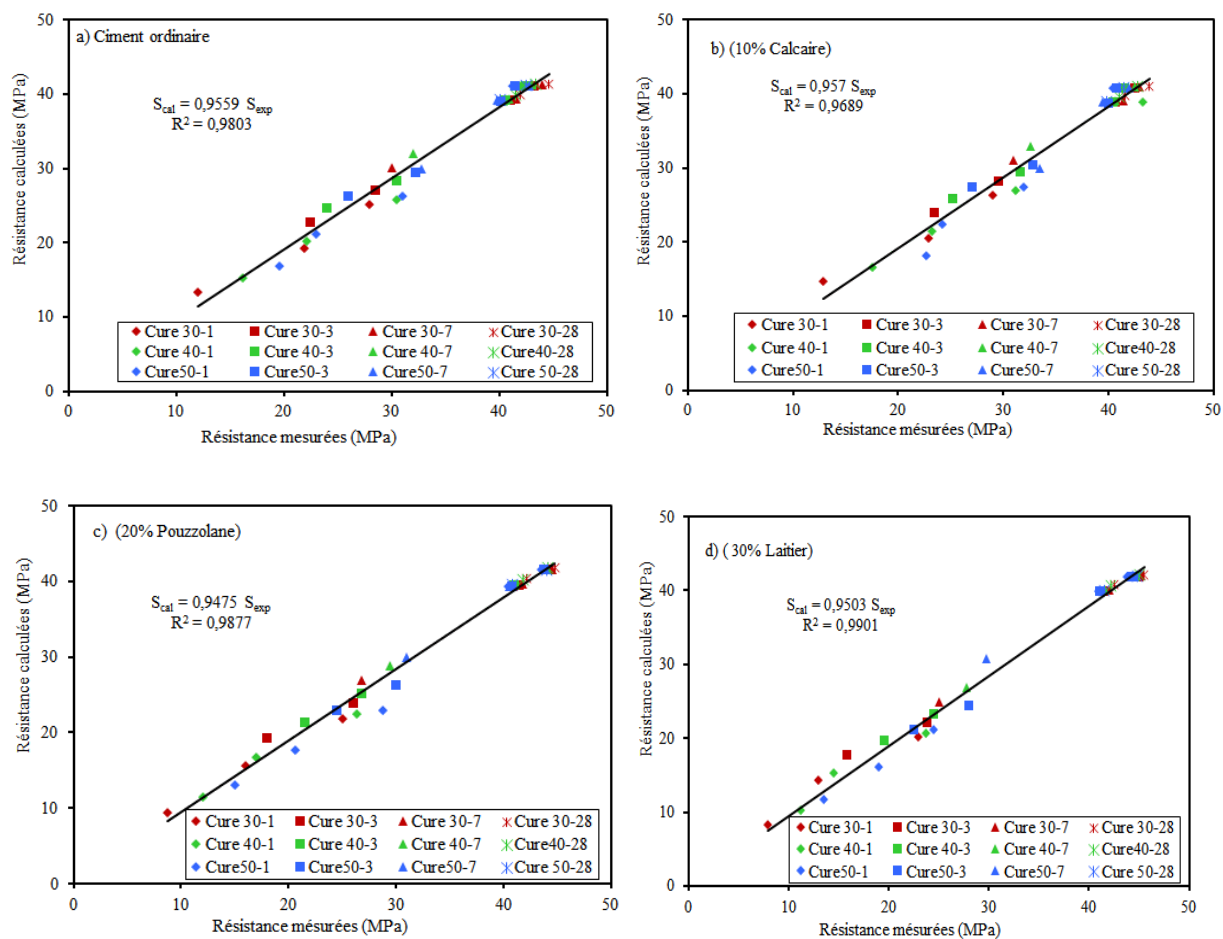 a) Ciment ordinaire
S_cal = 0,9559 S_exp
R² = 0,9803
Résistance calculées (MPa)
50
40
30
20
10
0
Cure 30-1 Cure 30-3 Cure 30-7 Cure 30-28
Cure 40-1 Cure 40-3 Cure 40-7 Cure40-28
Cure50-1 Cure50-3 Cure50-7 Cure 50-28
0 10 20 30 40 50
Résistance mésurées (MPa)
b) (10% Calcaire)
S_cal = 0,957 S_exp
R² = 0,9689
Résistance calculées (MPa)
50
40
30
20
10
0
Cure 30-1 Cure 30-3 Cure 30-7 Cure 30-28
Cure 40-1 Cure 40-3 Cure 40-7 Cure40-28
Cure50-1 Cure50-3 Cure50-7 Cure 50-28
0 10 20 30 40 50
Résistance mésurées (MPa)
c) (20% Pouzzolane)
S_cal = 0,9475 S_exp
R² = 0,9877
Résistance calculées (MPa)
50
40
30
20
10
0
Cure 30-1 Cure 30-3 Cure 30-7 Cure 30-28
Cure 40-1 Cure 40-3 Cure 40-7 Cure40-28
Cure50-1 Cure50-3 Cure50-7 Cure 50-28
0 10 20 30 40 50
Résistance mésurées (MPa)
d) ( 30% Laitier)
S_cal = 0,9503 S_exp
R² = 0,9901
Résistance calculées (MPa)
50
40
30
20
10
0
Cure 30-1 Cure 30-3 Cure 30-7 Cure 30-28
Cure 40-1 Cure 40-3 Cure 40-7 Cure40-28
Cure50-1 Cure50-3 Cure50-7 Cure 50-28
0 10 20 30 40 50
Résistance mésurées (MPa)